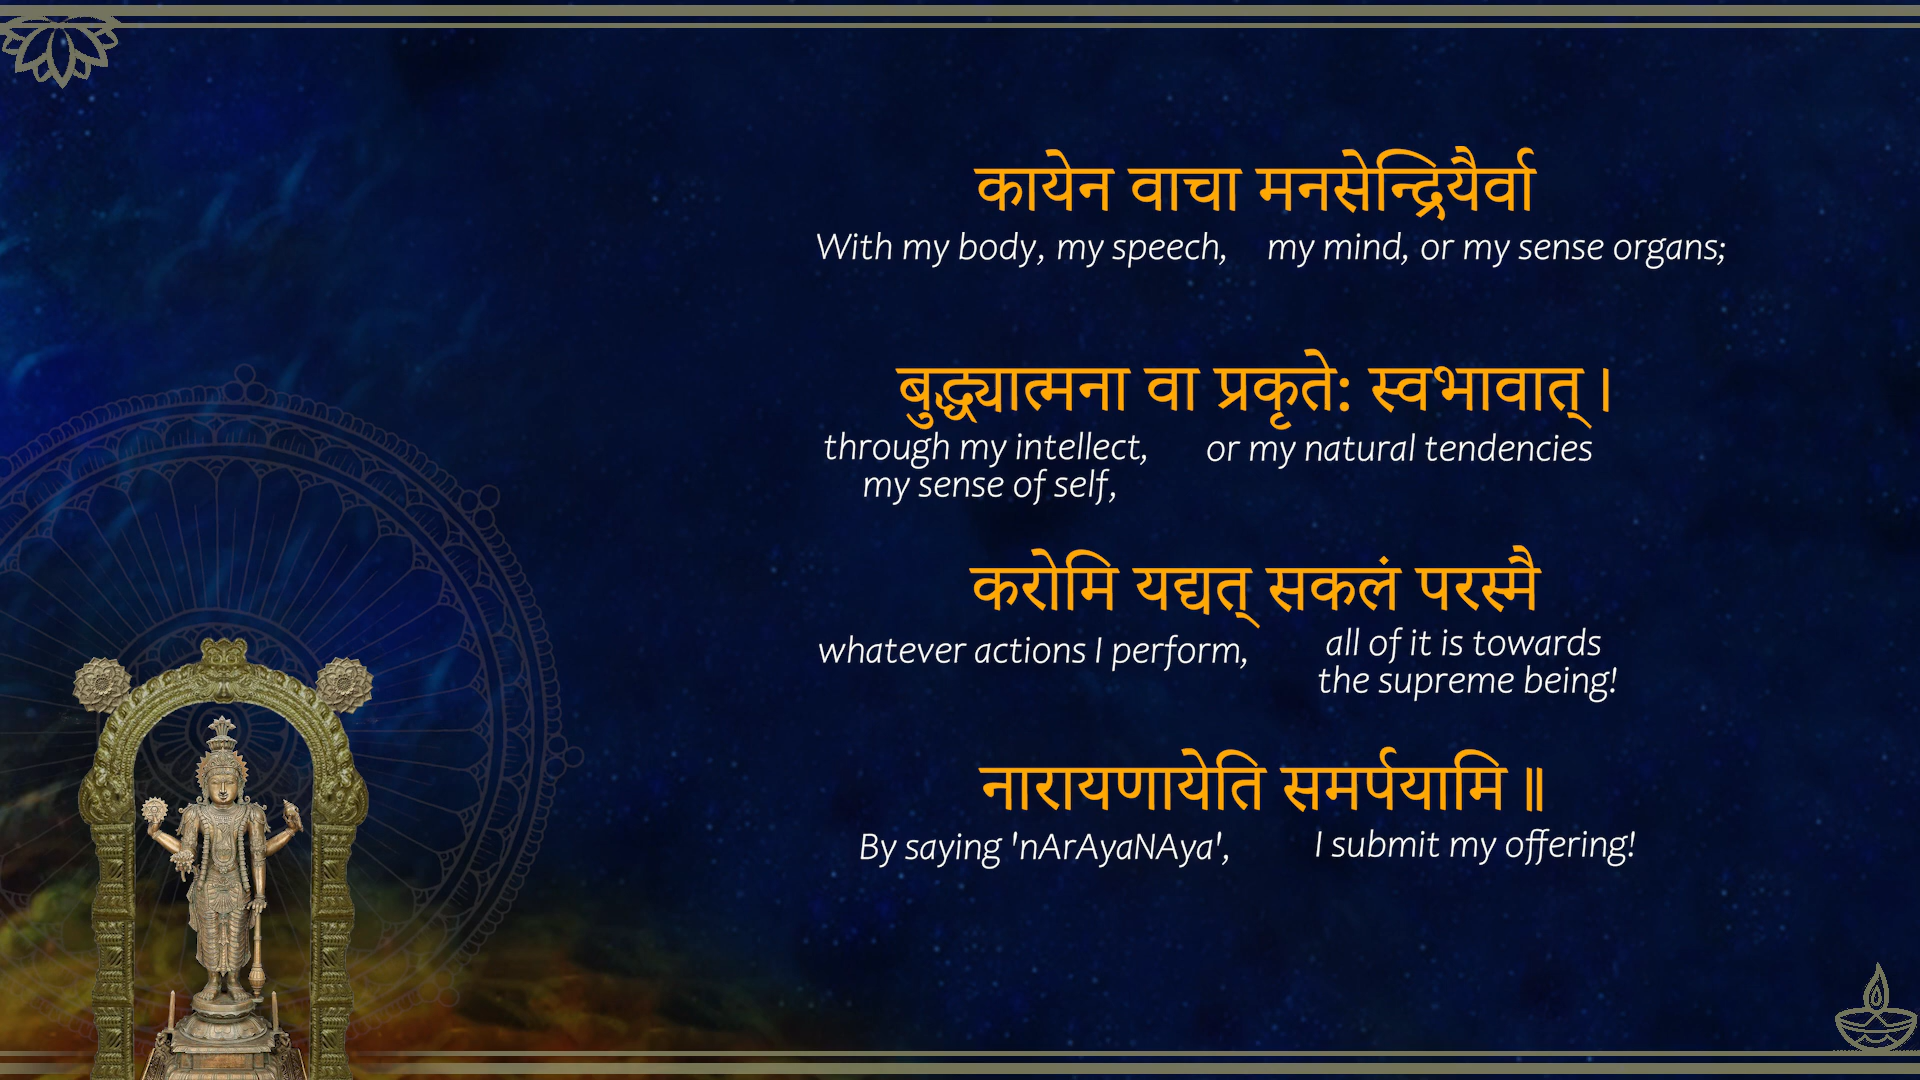 कायेन वाचा मनसेन्द्रियैर्वा
With my body, my speech, my mind, or my sense organs;
बुद्ध्यात्मना वा प्रकृते: स्वभावात् ।
through my intellect, or my natural tendencies
my sense of self,
करोमि यद्यत् सकलं परस्मै
whatever actions I perform, all of it is towards
the supreme being!
नारायणायेति समर्पयामि ॥
By saying 'nArAyaNAya', I submit my offering!